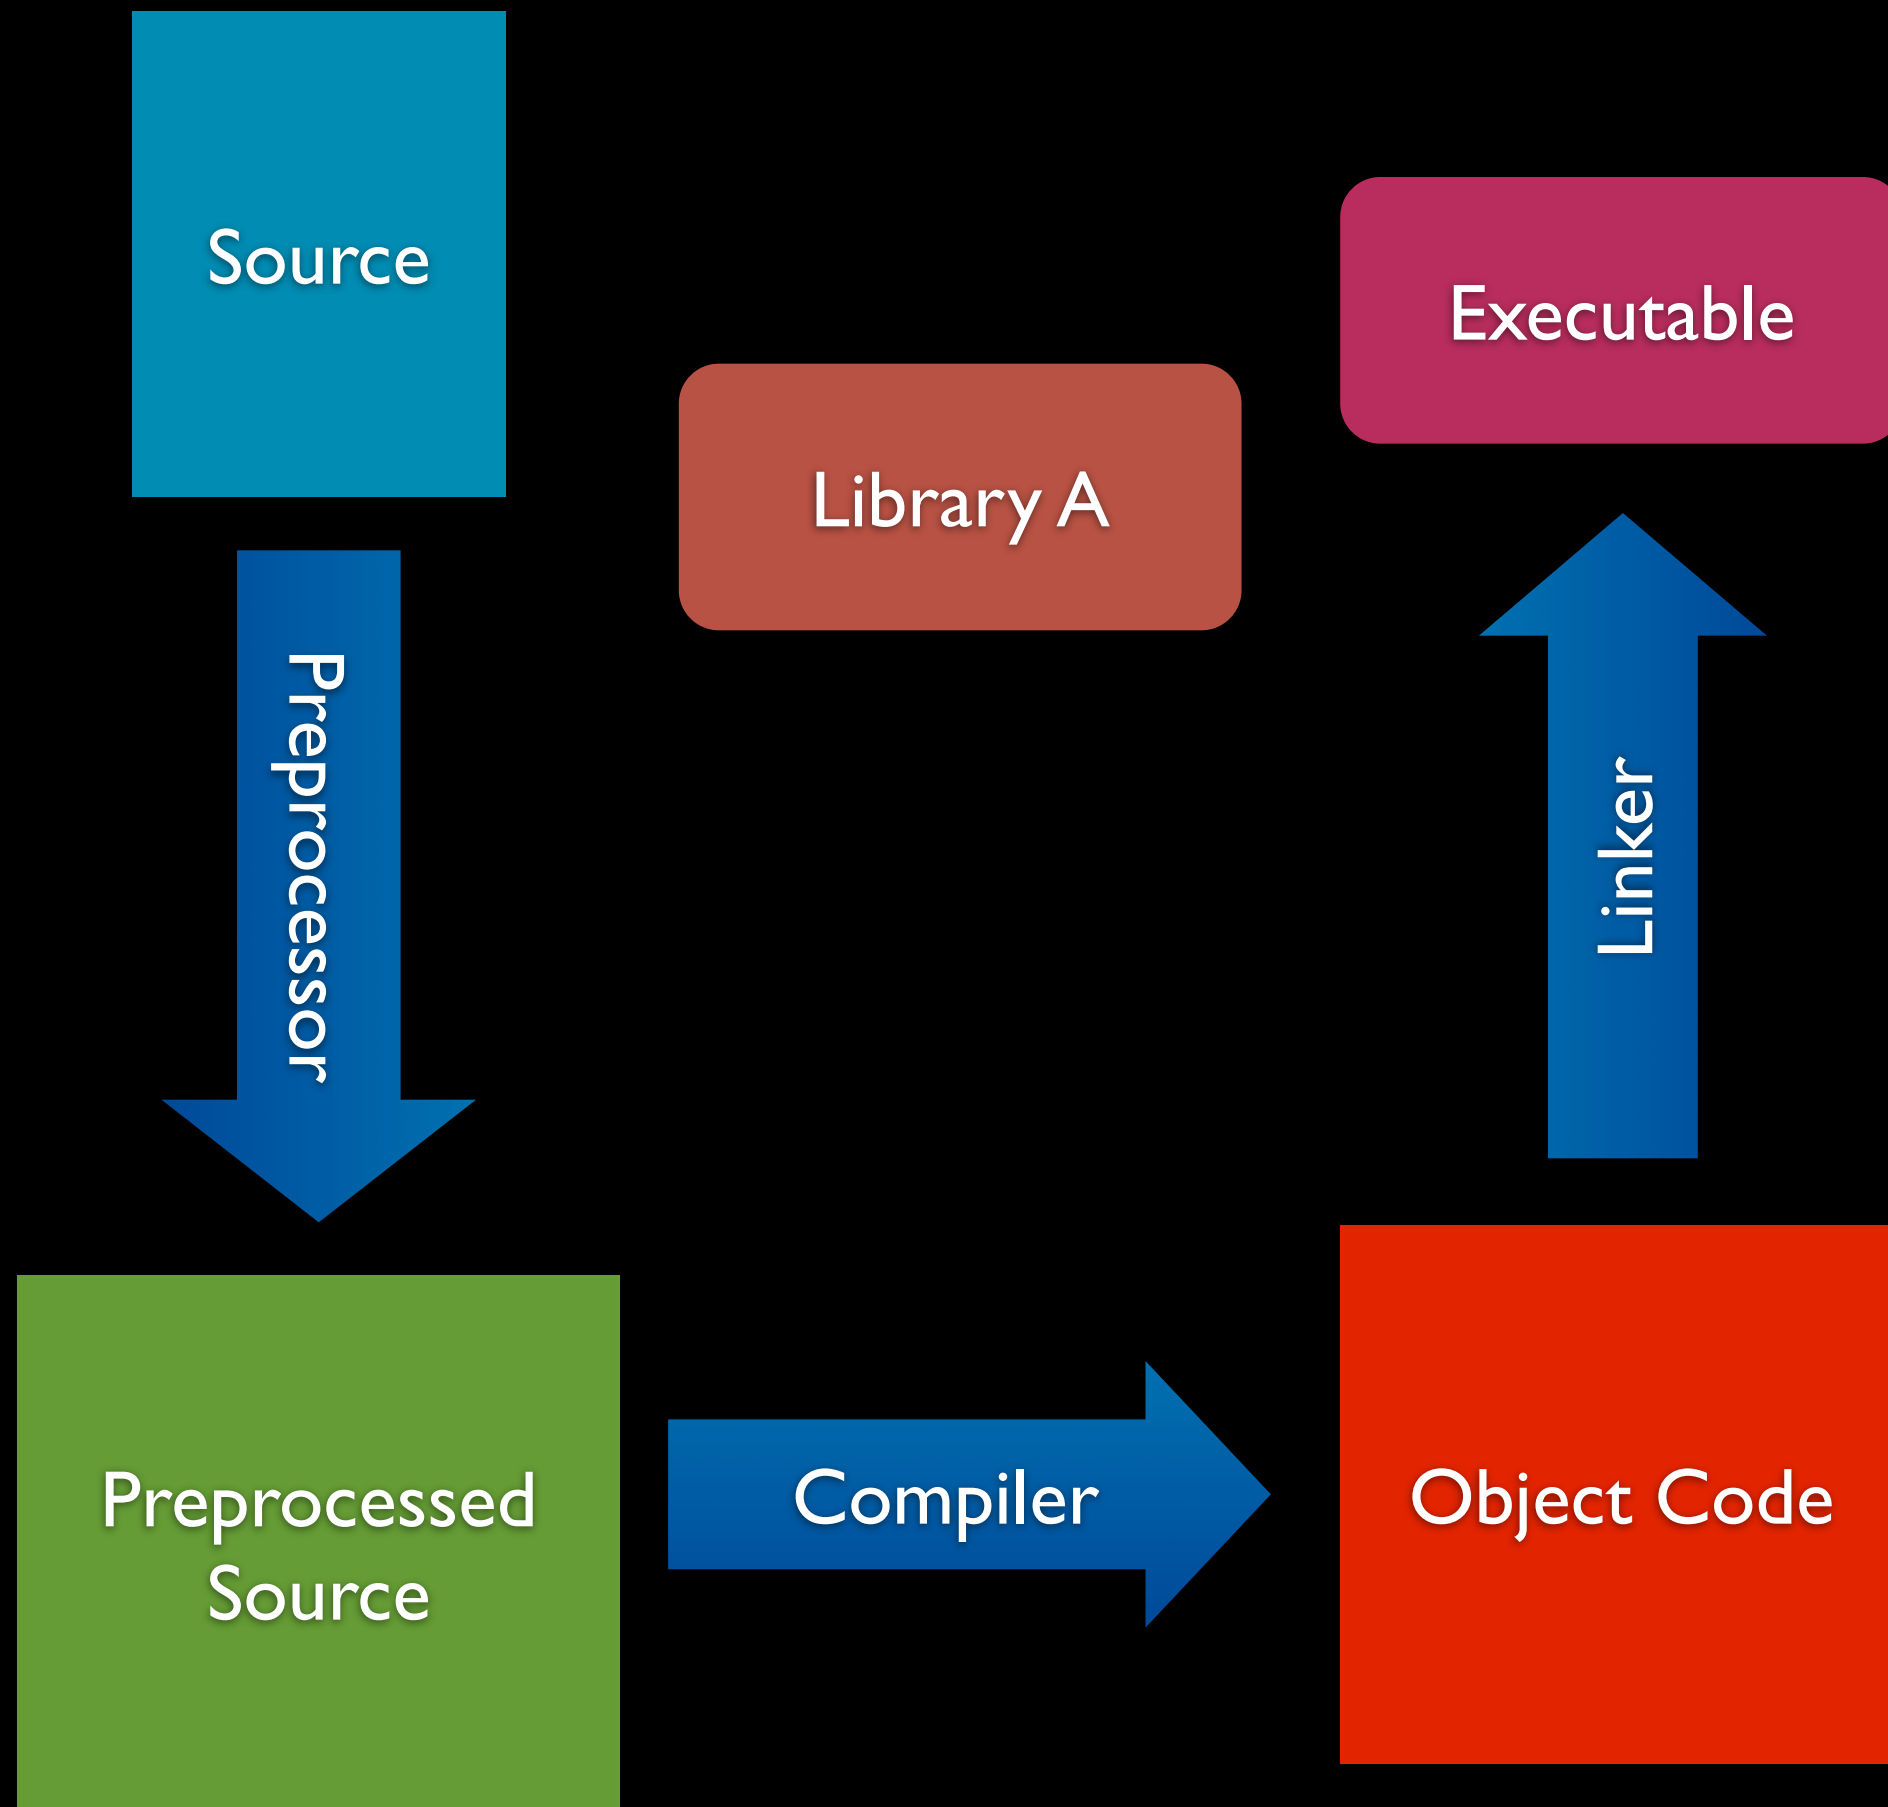 Source
Executable
Library A
Preprocessor
Linker
Preprocessed
Source
Compiler
Object Code